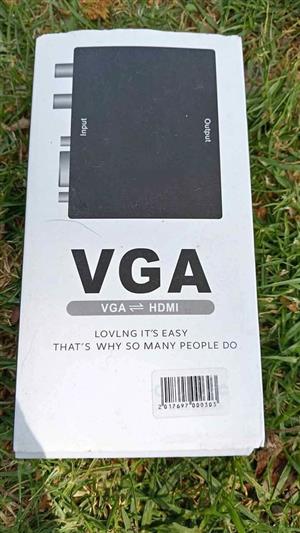 Input
Output
VGA
VGA ⇌ HDMI
LOVLNG IT'S EASY
THAT'S WHY SO MANY PEOPLE DO
2017697000303